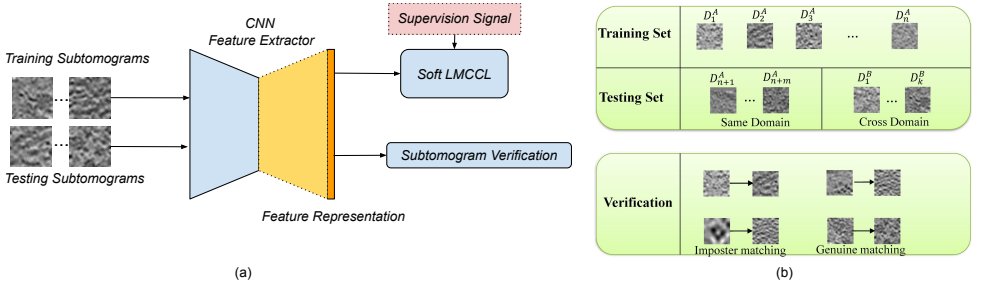 Supervision Signal
CNN
Feature Extractor
Training Subtomograms
Soft LMCCL
Testing Subtomograms
Subtomogram Verification
Feature Representation
(a)
Training Set
D_1^A D_2^A D_3^A ... D_n^A
Testing Set
D_{n+1}^A ... D_{n+m}^A
Same Domain
D_1^B ... D_k^B
Cross Domain
Verification
Imposter matching
Genuine matching
(b)